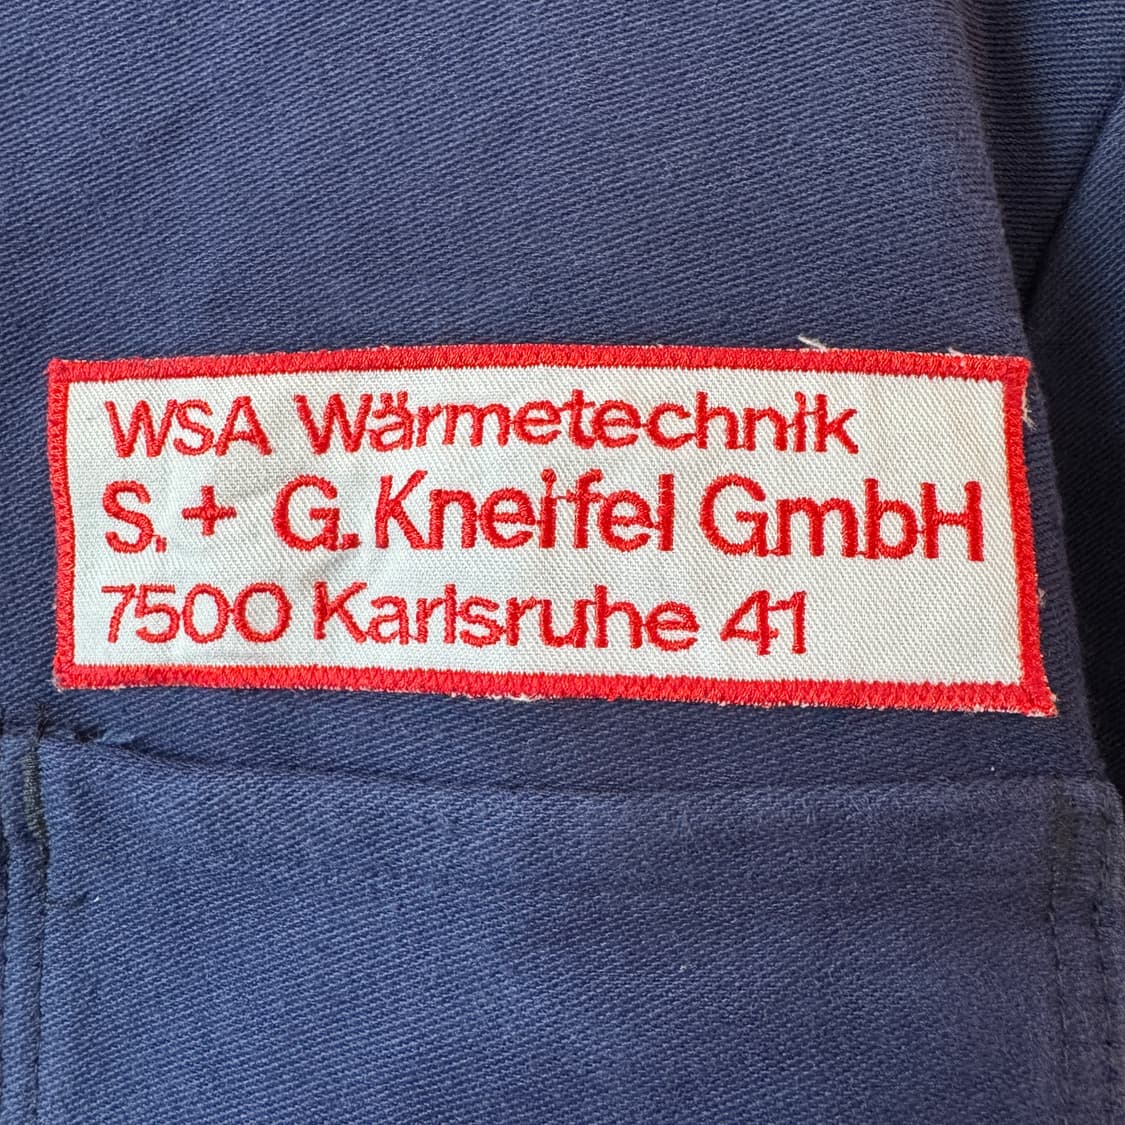 WSA Wärmetechnik
S. + G. Kneifel GmbH
7500 Karlsruhe 41